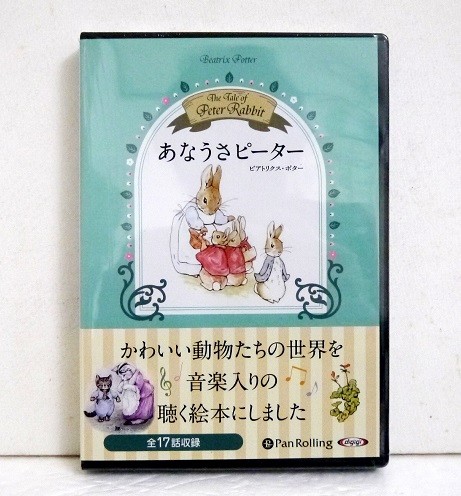 Beatrix Potter
The Tale of
Peter Rabbit
あなうさピーター
ビアトリクス・ポター
かわいい動物たちの世界を
音楽入りの
聴く絵本にしました
全17話収録
PanRolling
digigi